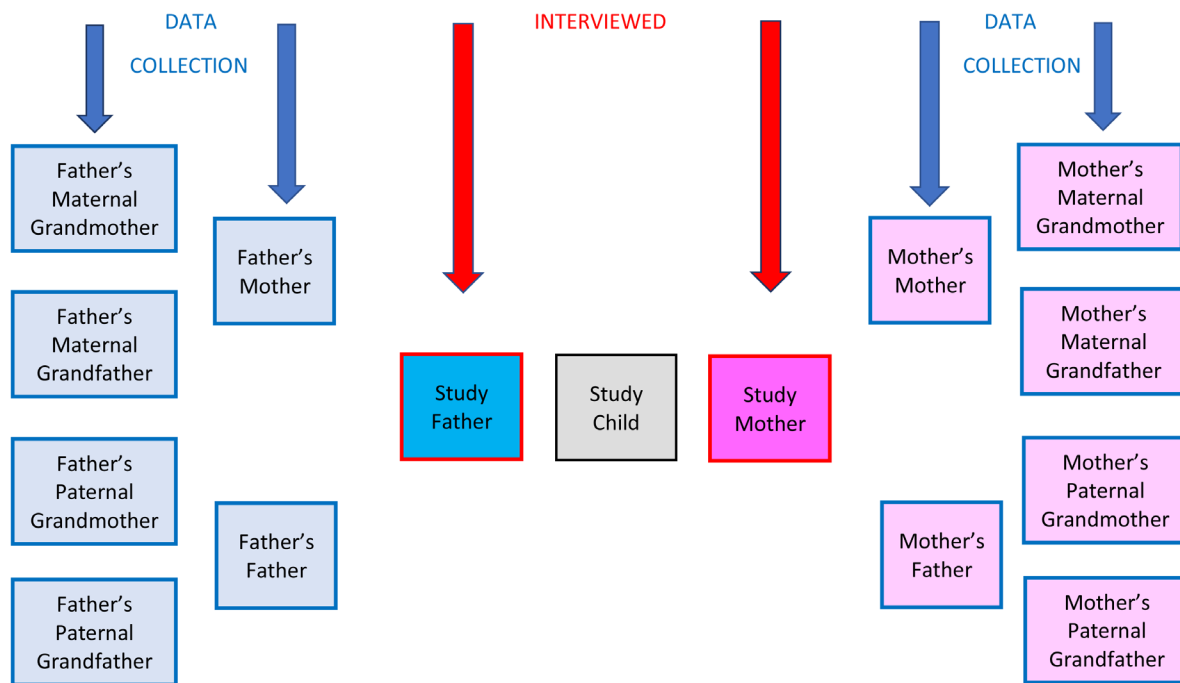 DATA
COLLECTION
INTERVIEWED
DATA
COLLECTION
Father’s
Maternal
Grandmother
Father’s
Mother
Father’s
Maternal
Grandfather
Father’s
Paternal
Grandmother
Father’s
Father
Father’s
Paternal
Grandfather
Study
Father
Study
Child
Study
Mother
Mother’s
Mother
Mother’s
Maternal
Grandmother
Mother’s
Maternal
Grandfather
Mother’s
Father
Mother’s
Paternal
Grandmother
Mother’s
Paternal
Grandfather